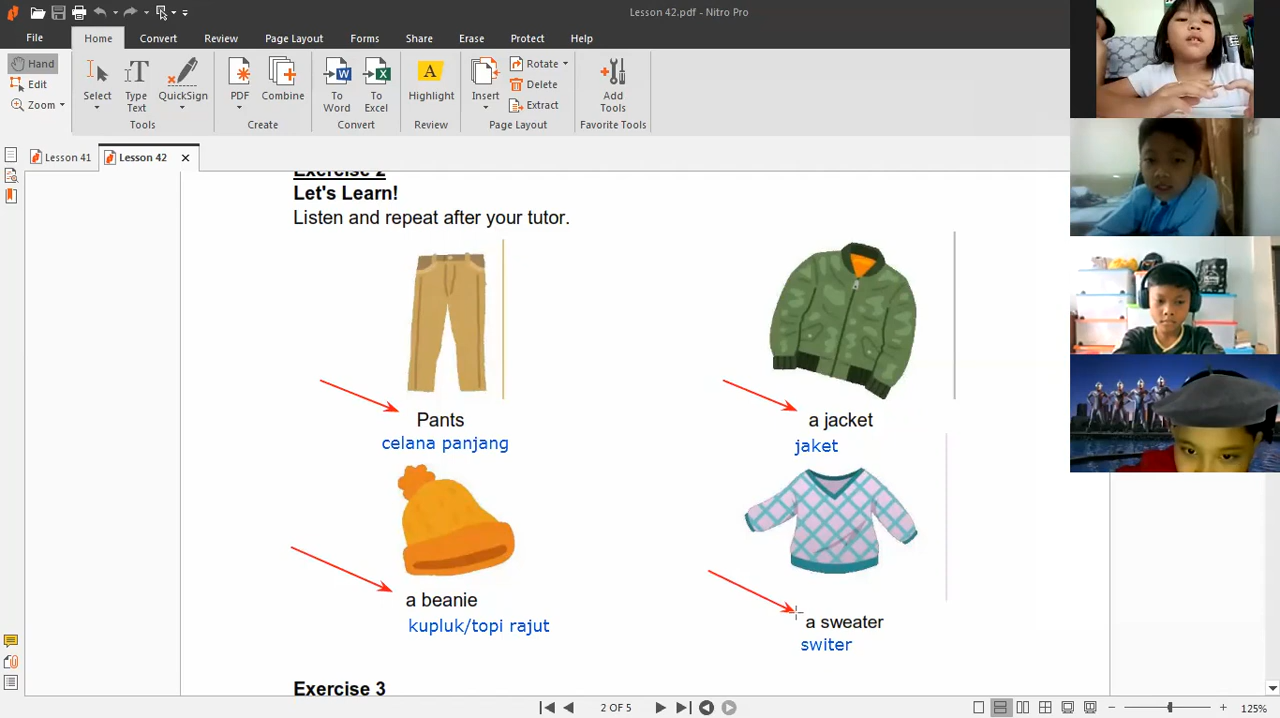 Lesson 42.pdf - Nitro Pro
File Home Convert Review Page Layout Forms Share Erase Protect Help
Hand
Edit
Zoom
Select
Type Text
QuickSign
Tools
PDF
Combine
Create
To Word
To Excel
Convert
A
Highlight
Review
Insert
Rotate
Delete
Extract
Page Layout
Add Tools
Favorite Tools
Lesson 41
Lesson 42
Exercise 2
Let's Learn!
Listen and repeat after your tutor.
Pants
celana panjang
a jacket
jaket
a beanie
kupluk/topi rajut
a sweater
switer
Exercise 3
2 OF 5
125%